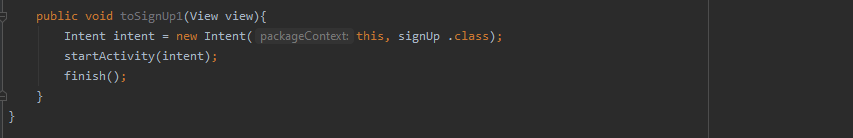 public void toSignUp1(View view){
Intent intent = new Intent( packageContext: this, signUp .class);
startActivity(intent);
finish();
}
}